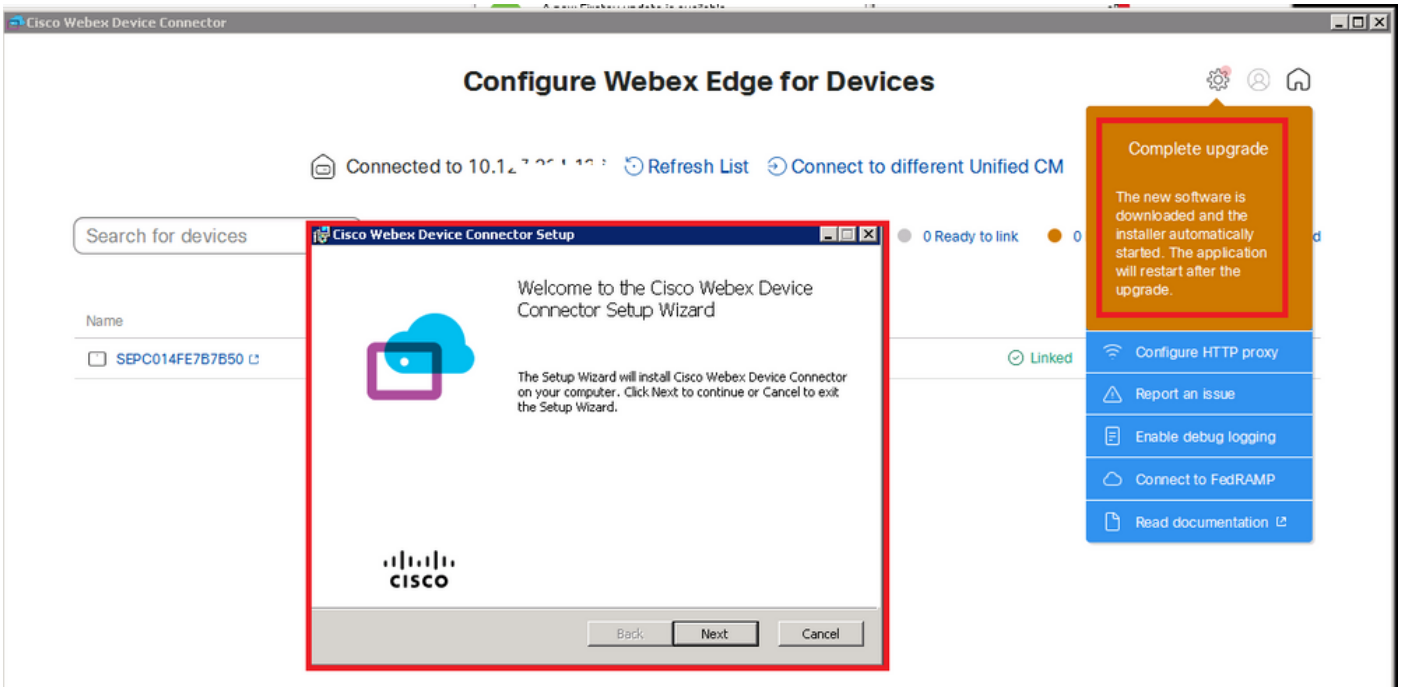 A new Firefox update is available
Cisco Webex Device Connector
Configure Webex Edge for Devices
Connected to Refresh List Connect to different Unified CM
Search for devices
0 Ready to link 0
Name
SEPC014FE7B7B50
Linked
Complete upgrade
The new software is
downloaded and the
installer automatically
started. The application
will restart after the
upgrade.
Configure HTTP proxy
Report an issue
Enable debug logging
Connect to FedRAMP
Read documentation
Cisco Webex Device Connector Setup
Welcome to the Cisco Webex Device
Connector Setup Wizard
The Setup Wizard will install Cisco Webex Device Connector
on your computer. Click Next to continue or Cancel to exit
the Setup Wizard.
CISCO
Back Next Cancel